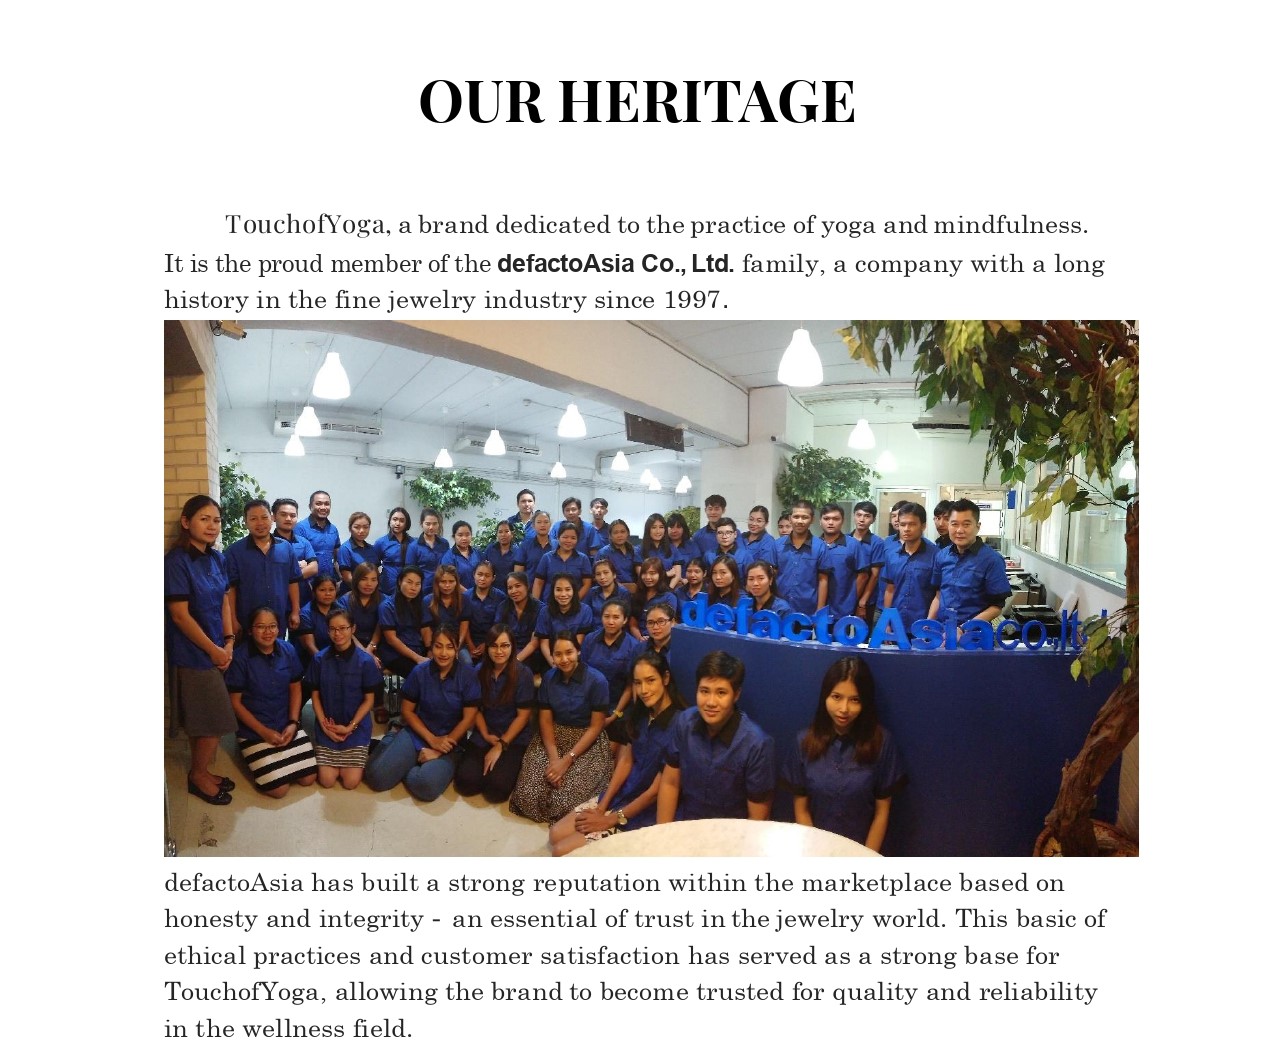 OUR HERITAGE
TouchofYoga, a brand dedicated to the practice of yoga and mindfulness.
It is the proud member of the defactoAsia Co., Ltd. family, a company with a long
history in the fine jewelry industry since 1997.
defactoAsia co.,ltd
defactoAsia has built a strong reputation within the marketplace based on
honesty and integrity - an essential of trust in the jewelry world. This basic of
ethical practices and customer satisfaction has served as a strong base for
TouchofYoga, allowing the brand to become trusted for quality and reliability
in the wellness field.